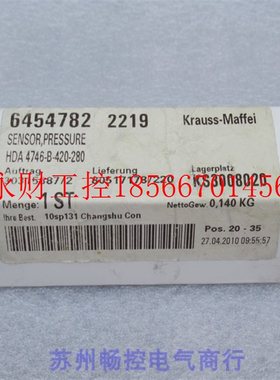 6454782 2219 Krauss-Maffei
SENSOR,PRESSURE
HDA 4746-B-420-280
Auftrag Lieferung Lagerplatz
KS3008020
Menge: 1 ST NettoGew 0,140 KG
Ihre Best. 10sp131 Changshu Con
Pos. 20 - 35
27.04.2010 09:55:57
苏州畅控电气商行